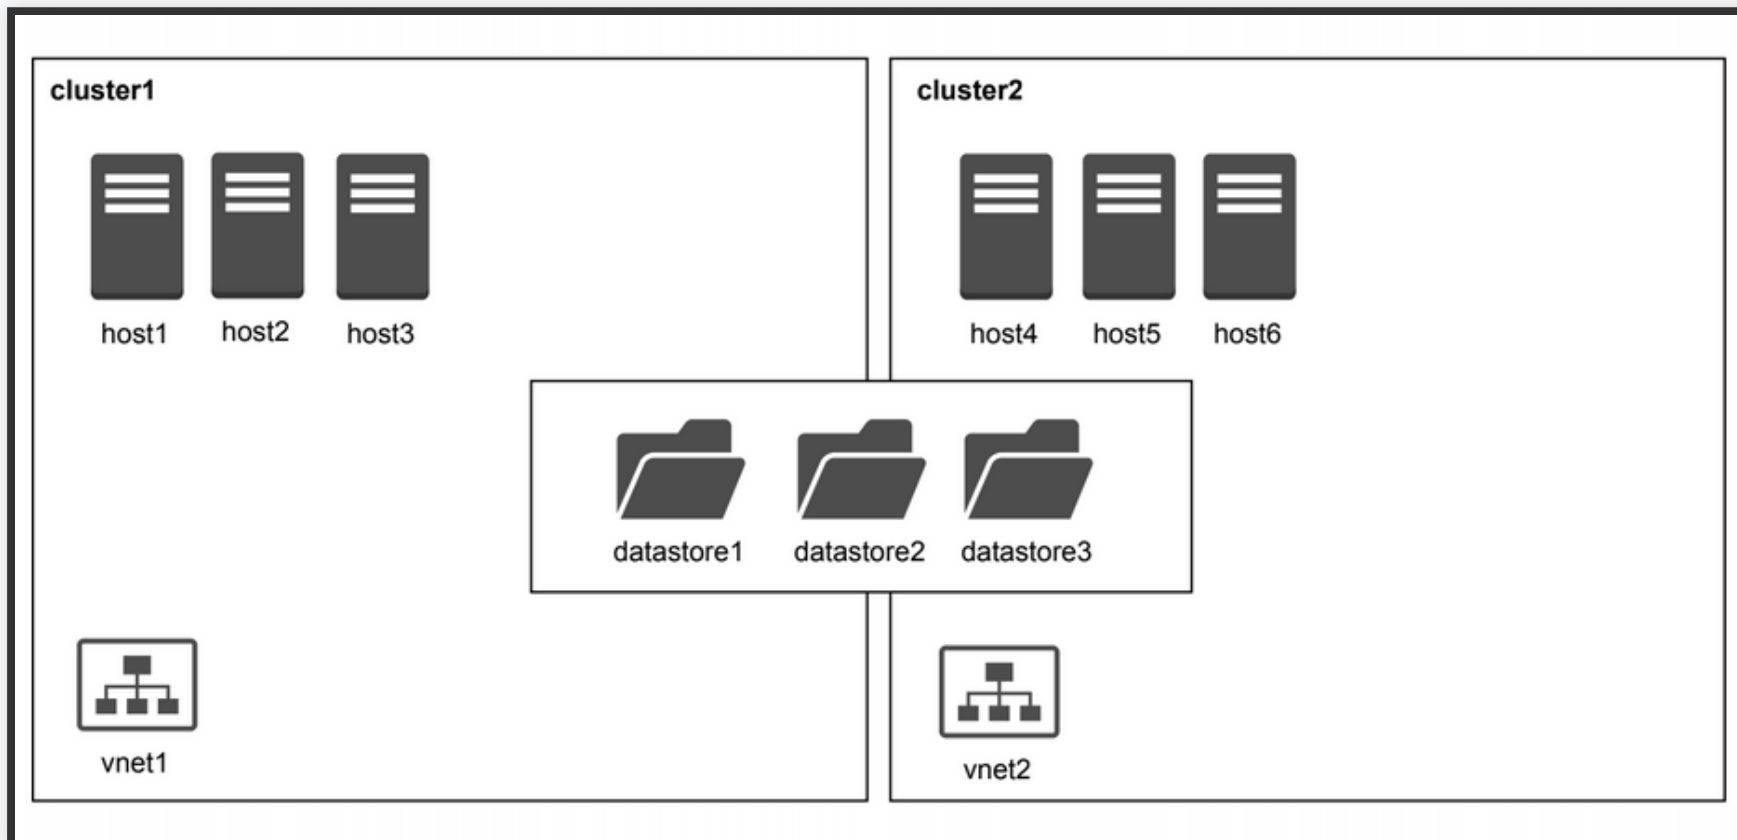 cluster1
host1
host2
host3
cluster2
host4
host5
host6
datastore1
datastore2
datastore3
vnet1
vnet2